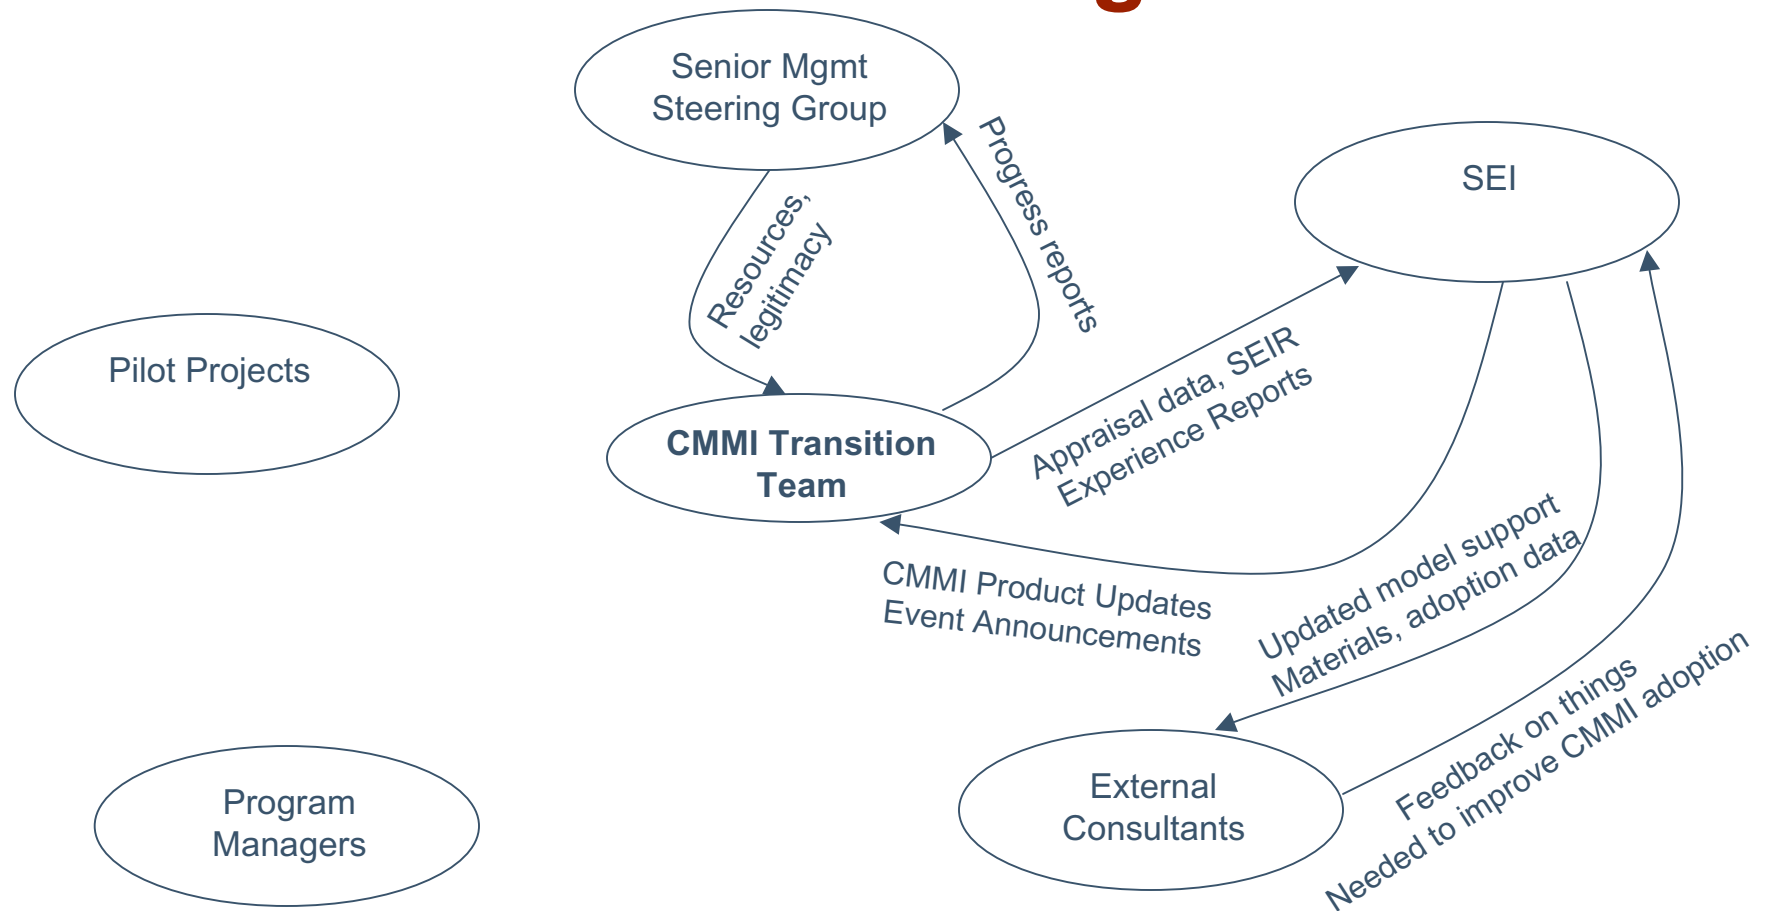 g
Senior Mgmt
Steering Group
Progress reports
SEI
Resources,
legitimacy
Pilot Projects
CMMI Transition
Team
Appraisal data, SEIR
Experience Reports
CMMI Product Updates
Event Announcements
Updated model support
Materials, adoption data
Program
Managers
External
Consultants
Feedback on things
Needed to improve CMMI adoption